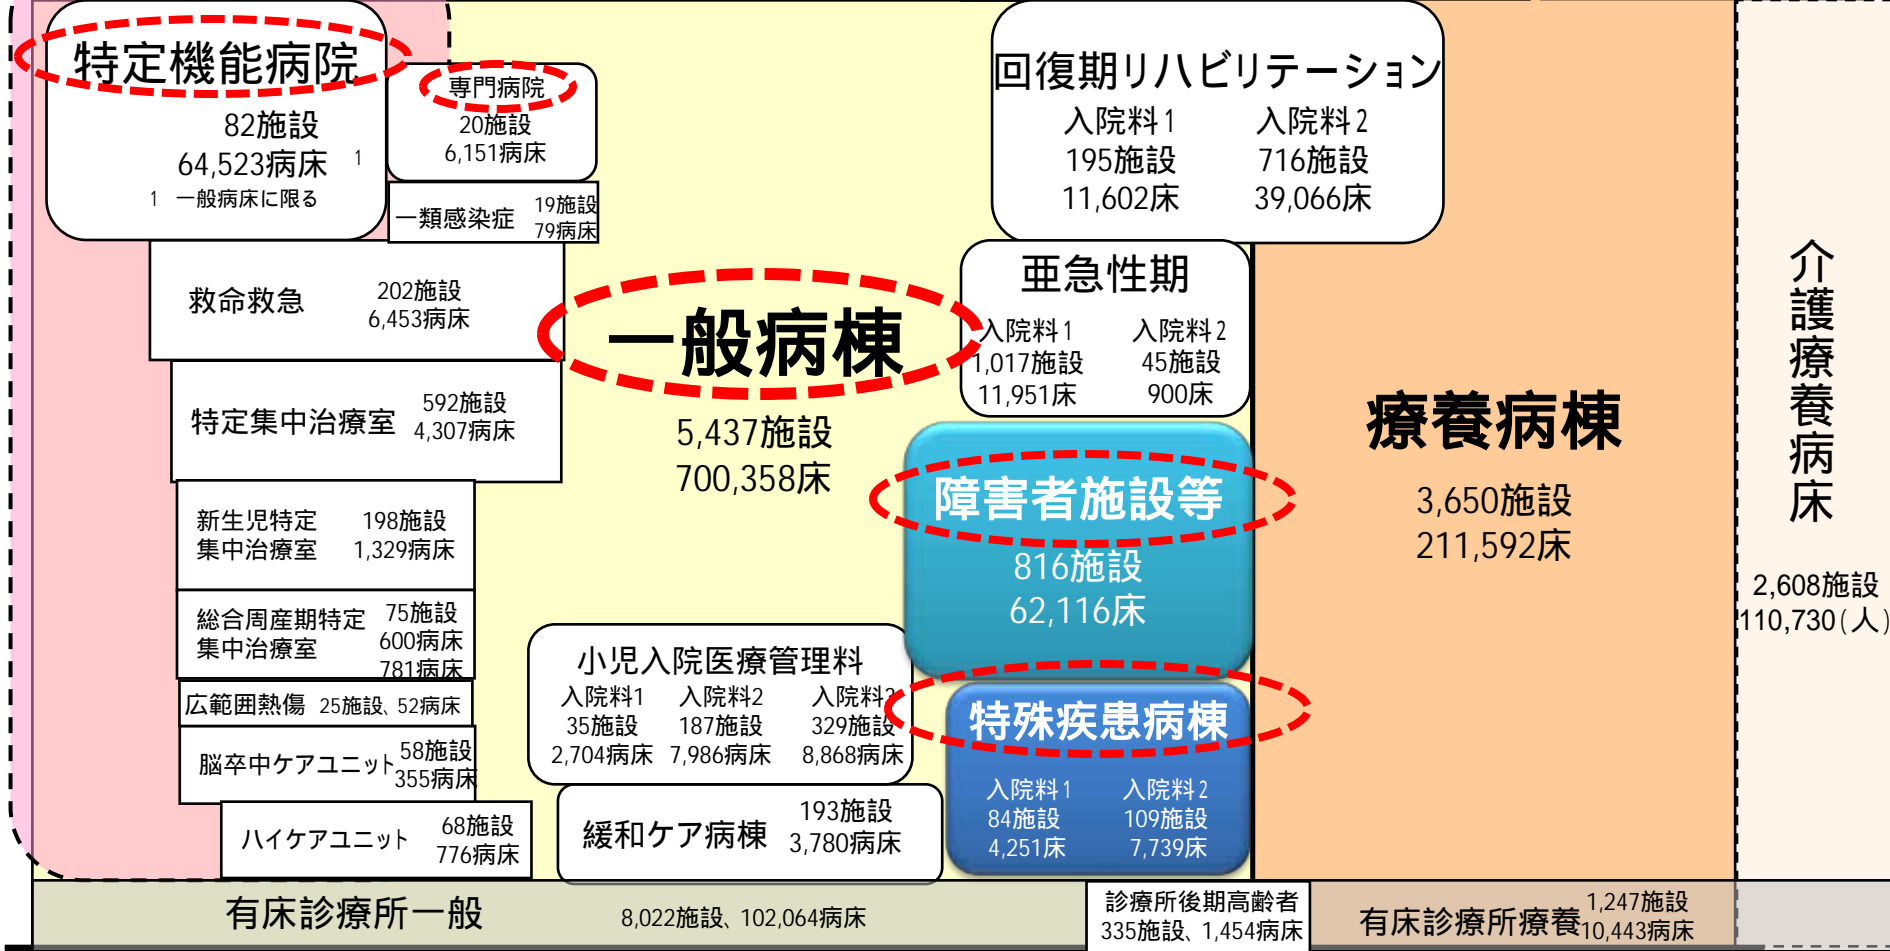 特定機能病院
82施設
64,523病床 1
1 一般病床に限る
専門病院
20施設
6,151病床
一類感染症 19施設
79病床
救命救急 202施設
6,453病床
特定集中治療室 592施設
4,307病床
新生児特定 198施設
集中治療室 1,329病床
総合周産期特定 75施設
集中治療室 600病床
781病床
広範囲熱傷 25施設、52病床
脳卒中ケアユニット 58施設
355病床
ハイケアユニット 68施設
776病床
一般病棟
5,437施設
700,358床
小児入院医療管理料
入院料1 入院料2 入院料3
35施設 187施設 329施設
2,704病床 7,986病床 8,868病床
緩和ケア病棟 193施設
3,780病床
回復期リハビリテーション
入院料1 入院料2
195施設 716施設
11,602床 39,066床
亜急性期
入院料1 入院料2
1,017施設 45施設
11,951床 900床
障害者施設等
816施設
62,116床
特殊疾患病棟
入院料1 入院料2
84施設 109施設
4,251床 7,739床
療養病棟
3,650施設
211,592床
介護療養病床
2,608施設
110,730(人)
有床診療所一般 8,022施設、102,064病床
診療所後期高齢者
335施設、1,454病床
有床診療所療養 1,247施設
10,443病床